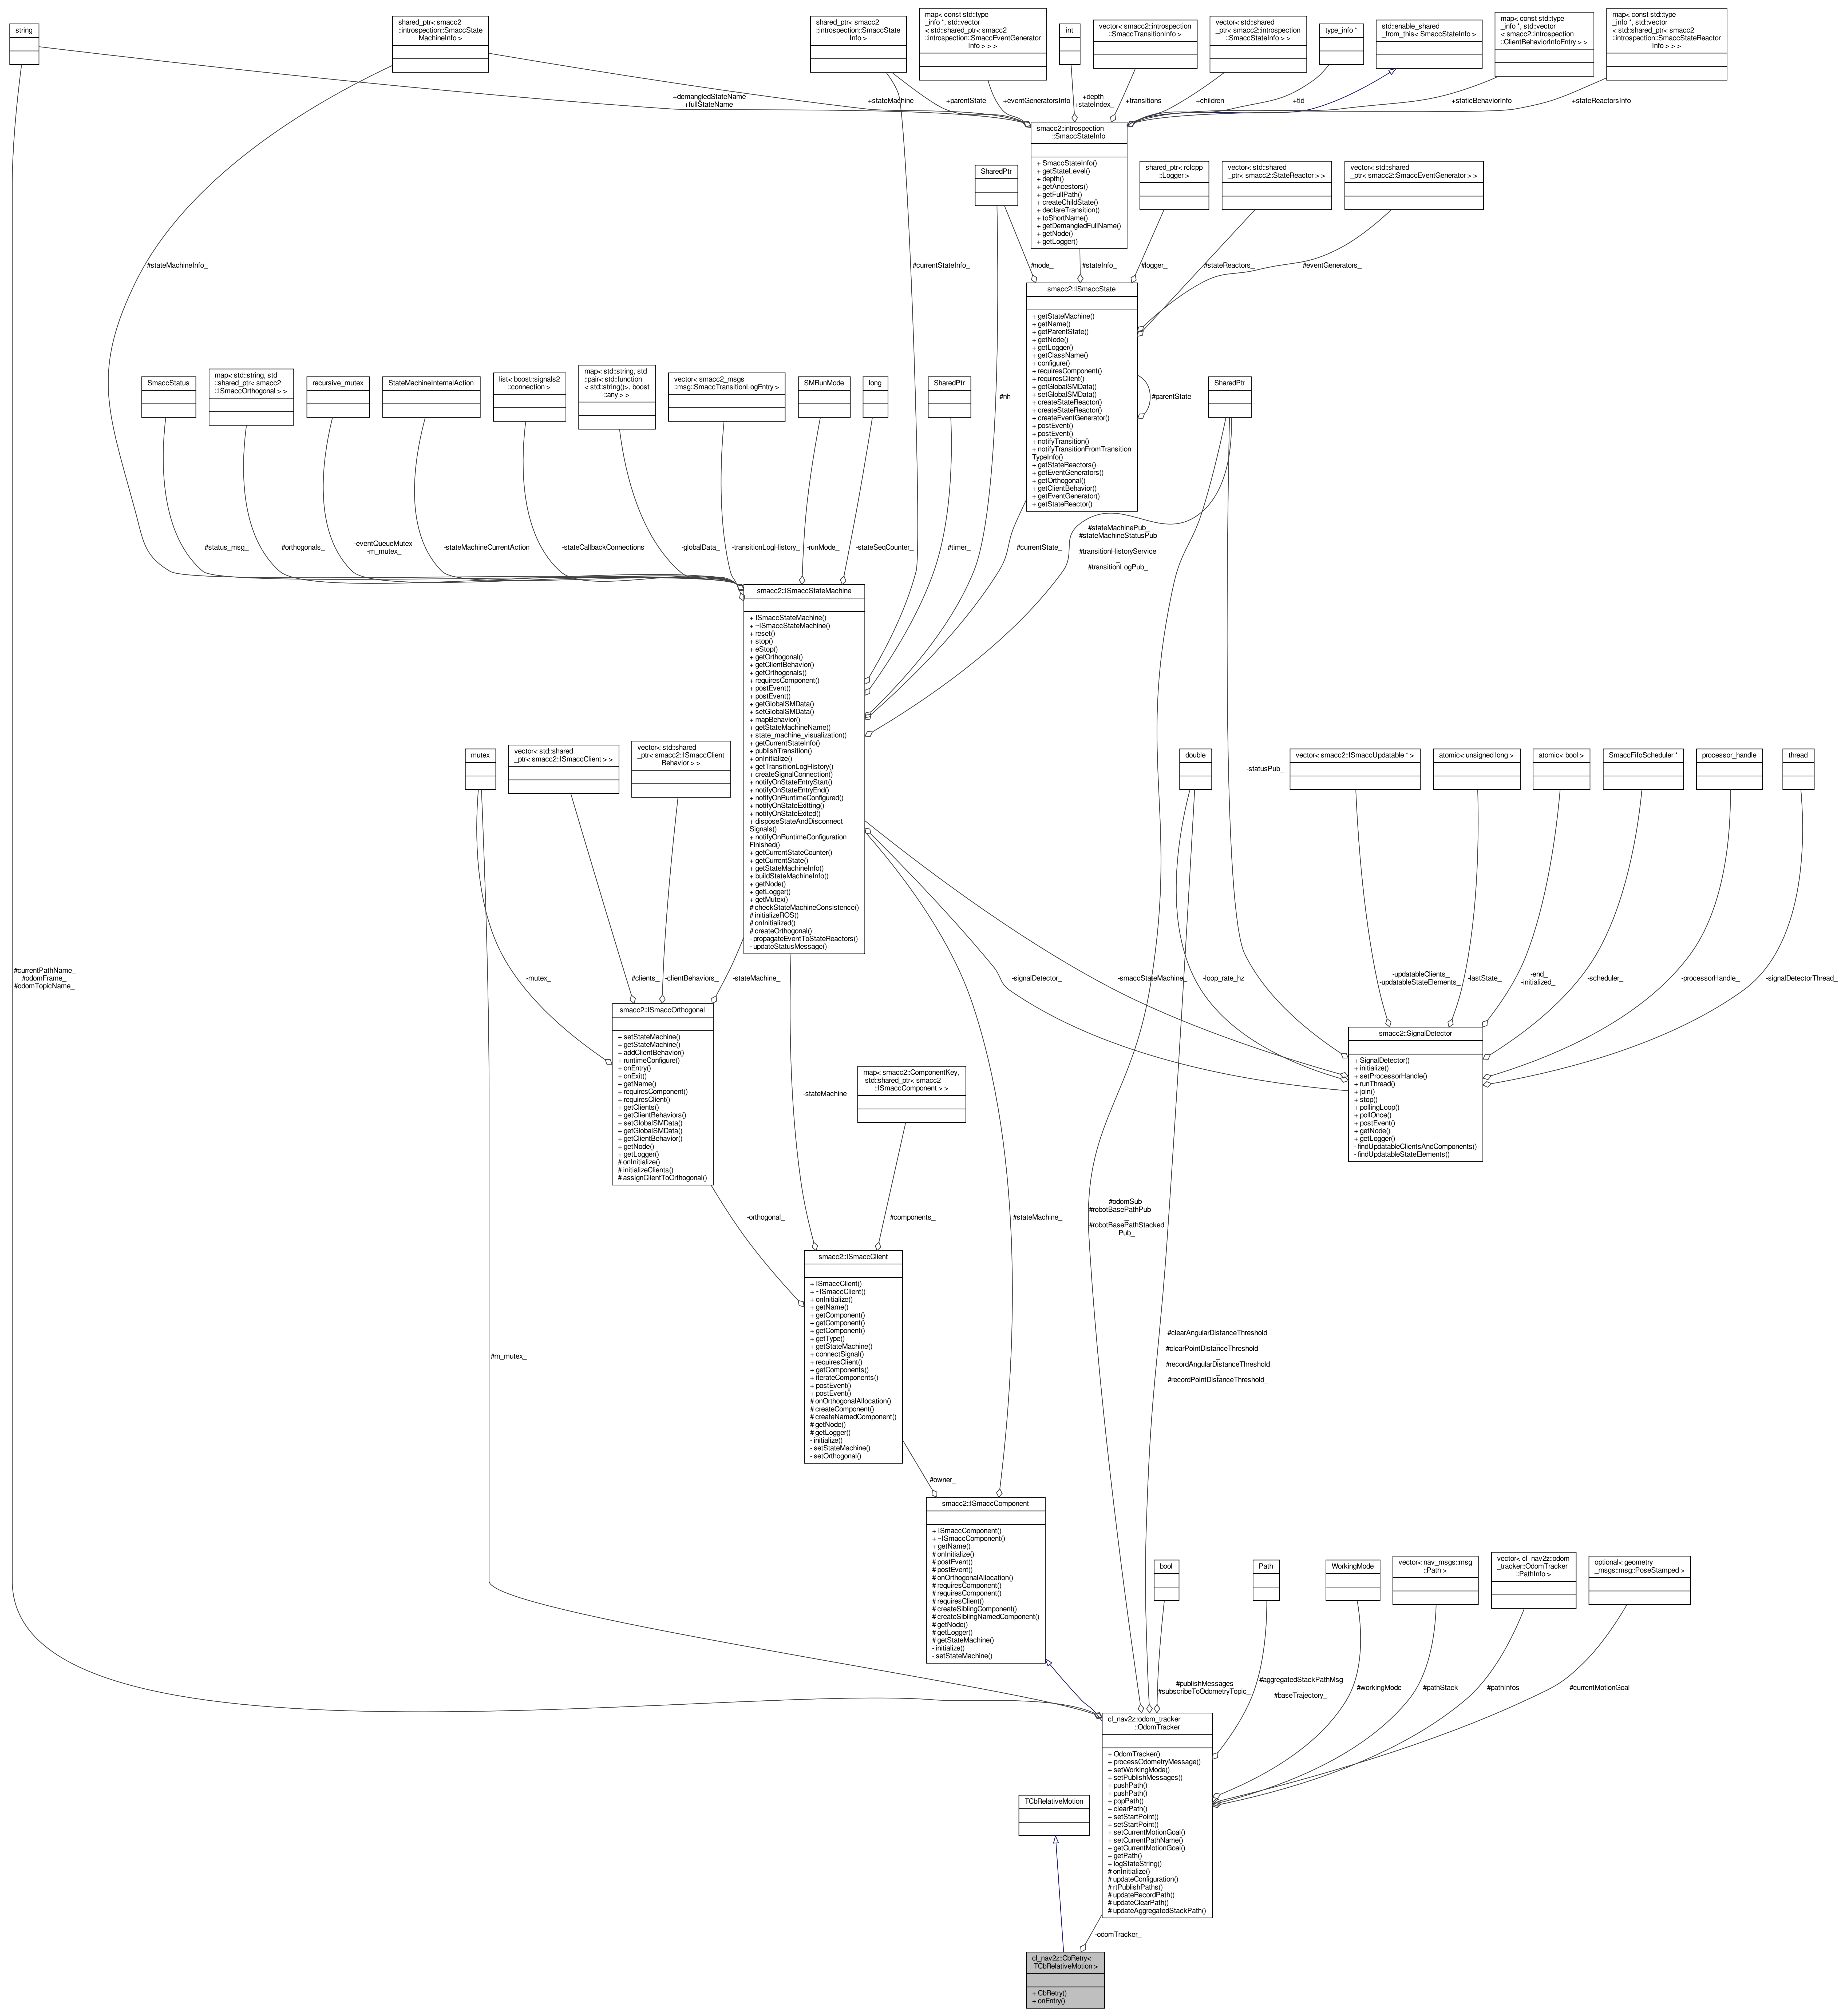 string
shared_ptr< smacc2
::introspection::SmaccState
MachineInfo >
shared_ptr< smacc2
::introspection::SmaccState
Info >
map< const std::type
_info *, std::vector
< std::shared_ptr< smacc2
::introspection::SmaccEventGenerator
Info > > >
int
vector< smacc2::introspection
::SmaccTransitionInfo >
vector< std::shared
_ptr< smacc2::introspection
::SmaccStateInfo > >
type_info *
std::enable_shared
_from_this< SmaccStateInfo >
map< const std::type
_info *, std::vector
< smacc2::introspection
::ClientBehaviorInfoEntry > >
map< const std::type
_info *, std::vector
< std::shared_ptr< smacc2
::introspection::SmaccStateReactor
Info > > >
+demangledStateName
+fullStateName
+stateMachine_
+parentState_
+eventGeneratorsInfo
+depth_
+stateIndex_
+transitions_
+children_
+tid_
+staticBehaviorInfo
+stateReactorsInfo
smacc2::introspection
::SmaccStateInfo
+ SmaccStateInfo()
+ getStateLevel()
+ depth()
+ getAncestors()
+ getFullPath()
+ createChildState()
+ declareTransition()
+ toShortName()
+ getDemangledFullName()
+ getNode()
+ getLogger()
SharedPtr
shared_ptr< rclcpp
::Logger >
vector< std::shared
_ptr< smacc2::StateReactor > >
vector< std::shared
_ptr< smacc2::SmaccEventGenerator > >
#stateMachineInfo_
#currentStateInfo_
#node_
#stateInfo_
#logger_
#stateReactors_
#eventGenerators_
smacc2::ISmaccState
+ getStateMachine()
+ getName()
+ getParentState()
+ getNode()
+ getLogger()
+ getClassName()
+ configure()
+ requiresComponent()
+ requiresClient()
+ getGlobalSMData()
+ setGlobalSMData()
+ createStateReactor()
+ createStateReactor()
+ createEventGenerator()
+ postEvent()
+ postEvent()
+ notifyTransition()
+ notifyTransitionFromTransition
TypeInfo()
+ getStateReactors()
+ getEventGenerators()
+ getOrthogonal()
+ getClientBehavior()
+ getEventGenerator()
+ getStateReactor()
#parentState_
SmaccStatus
map< std::string, std
::shared_ptr< smacc2
::ISmaccOrthogonal > >
recursive_mutex
StateMachineInternalAction
list< boost::signals2
::connection >
map< std::string, std
::pair< std::function
< std::string()>, boost
::any > >
vector< smacc2_msgs
::msg::SmaccTransitionLogEntry >
SMRunMode
long
SharedPtr
SharedPtr
#nh_
#status_msg_
#orthogonals_
-eventQueueMutex_
-m_mutex_
-stateMachineCurrentAction
-stateCallbackConnections
-globalData_
-transitionLogHistory_
-runMode_
-stateSeqCounter_
#timer_
#currentState_
#stateMachinePub_
#stateMachineStatusPub
_
#transitionHistoryService
_
#transitionLogPub_
smacc2::ISmaccStateMachine
+ ISmaccStateMachine()
+ ~ISmaccStateMachine()
+ reset()
+ stop()
+ eStop()
+ getOrthogonal()
+ getClientBehavior()
+ getOrthogonals()
+ requiresComponent()
+ postEvent()
+ postEvent()
+ getGlobalSMData()
+ setGlobalSMData()
+ mapBehavior()
+ getStateMachineName()
+ state_machine_visualization()
+ getCurrentStateInfo()
+ publishTransition()
+ onInitialize()
+ getTransitionLogHistory()
+ createSignalConnection()
+ notifyOnStateEntryStart()
+ notifyOnStateEntryEnd()
+ notifyOnRuntimeConfigured()
+ notifyOnStateExitting()
+ notifyOnStateExited()
+ disposeStateAndDisconnect
Signals()
+ notifyOnRuntimeConfiguration
Finished()
+ getCurrentStateCounter()
+ getCurrentState()
+ getStateMachineInfo()
+ buildStateMachineInfo()
+ getNode()
+ getLogger()
+ getMutex()
# checkStateMachineConsistence()
# initializeROS()
# onInitialized()
# createOrthogonal()
- propagateEventToStateReactors()
- updateStatusMessage()
mutex
vector< std::shared
_ptr< smacc2::ISmaccClient > >
vector< std::shared
_ptr< smacc2::ISmaccClient
Behavior > >
double
-statusPub_
vector< smacc2::ISmaccUpdatable * >
atomic< unsigned long >
atomic< bool >
SmaccFifoScheduler *
processor_handle
thread
#currentPathName_
#odomFrame_
#odomTopicName_
-mutex_
#clients_
-clientBehaviors_
-stateMachine_
-signalDetector_
-smaccStateMachine_
-loop_rate_hz
-updatableClients_
-updatableStateElements_
-lastState_
-end_
-initialized_
-scheduler_
-processorHandle_
-signalDetectorThread_
smacc2::ISmaccOrthogonal
+ setStateMachine()
+ getStateMachine()
+ addClientBehavior()
+ runtimeConfigure()
+ onEntry()
+ onExit()
+ getName()
+ requiresComponent()
+ requiresClient()
+ getClients()
+ getClientBehaviors()
+ setGlobalSMData()
+ getGlobalSMData()
+ getClientBehavior()
+ getNode()
+ getLogger()
# onInitialize()
# initializeClients()
# assignClientToOrthogonal()
smacc2::SignalDetector
+ SignalDetector()
+ initialize()
+ setProcessorHandle()
+ runThread()
+ join()
+ stop()
+ pollingLoop()
+ pollOnce()
+ postEvent()
+ getNode()
+ getLogger()
- findUpdatableClientsAndComponents()
- findUpdatableStateElements()
-stateMachine_
map< smacc2::ComponentKey,
std::shared_ptr< smacc2
::ISmaccComponent > >
-orthogonal_
#components_
#stateMachine_
#odomSub_
#robotBasePathPub
_
#robotBasePathStacked
Pub_
smacc2::ISmaccClient
+ ISmaccClient()
+ ~ISmaccClient()
+ onInitialize()
+ getName()
+ getComponent()
+ getComponent()
+ getComponent()
+ getType()
+ getStateMachine()
+ connectSignal()
+ requiresClient()
+ getComponents()
+ iterateComponents()
+ postEvent()
+ postEvent()
# onOrthogonalAllocation()
# createComponent()
# createNamedComponent()
# getNode()
# getLogger()
- initialize()
- setStateMachine()
- setOrthogonal()
#m_mutex_
#clearAngularDistanceThreshold
_
#clearPointDistanceThreshold
_
#recordAngularDistanceThreshold
_
#recordPointDistanceThreshold_
#owner_
smacc2::ISmaccComponent
+ ISmaccComponent()
+ ~ISmaccComponent()
+ getName()
# onInitialize()
# postEvent()
# postEvent()
# onOrthogonalAllocation()
# requiresComponent()
# requiresComponent()
# requiresClient()
# createSiblingComponent()
# createSiblingNamedComponent()
# getNode()
# getLogger()
# getStateMachine()
- initialize()
- setStateMachine()
bool
Path
WorkingMode
vector< nav_msgs::msg
::Path >
vector< cl_nav2z::odom
_tracker::OdomTracker
::PathInfo >
optional< geometry
_msgs::msg::PoseStamped >
#publishMessages
#subscribeToOdometryTopic_
#aggregatedStackPathMsg
_
#baseTrajectory_
#workingMode_
#pathStack_
#pathInfos_
#currentMotionGoal_
cl_nav2z::odom_tracker
::OdomTracker
+ OdomTracker()
+ processOdometryMessage()
+ setWorkingMode()
+ setPublishMessages()
+ pushPath()
+ pushPath()
+ popPath()
+ clearPath()
+ setStartPoint()
+ setStartPoint()
+ setCurrentMotionGoal()
+ setCurrentPathName()
+ getCurrentMotionGoal()
+ getPath()
+ logStateString()
# onInitialize()
# updateConfiguration()
# rtPublishPaths()
# updateRecordPath()
# updateClearPath()
# updateAggregatedStackPath()
TCbRelativeMotion
-odomTracker_
cl_nav2z::CbRetry<
TCbRelativeMotion >
+ CbRetry()
+ onEntry()